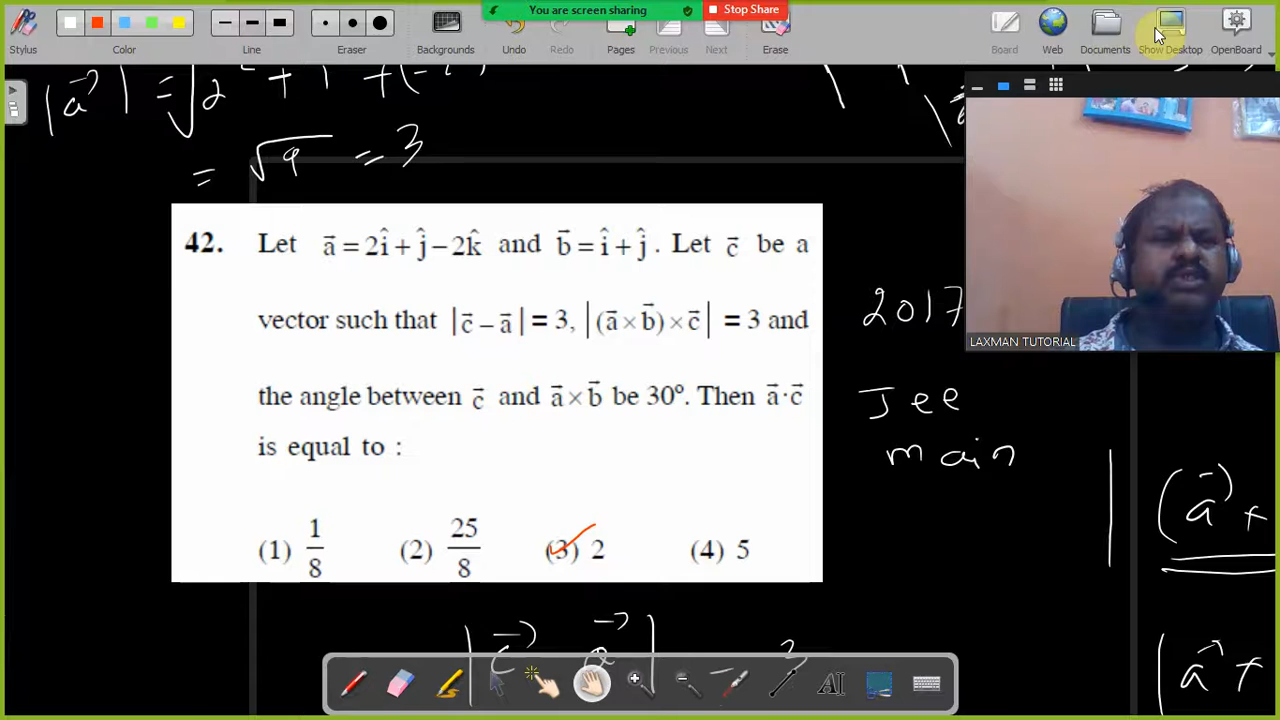 You are screen sharing
Stop Share
Stylus
Color
Line
Eraser
Backgrounds
Undo
Redo
Pages
Previous
Next
Erase
Board
Web
Documents
Show Desktop
OpenBoard
|a⃗| = √2
= √9 = 3
42. Let a⃗ = 2î + ĵ − 2k̂ and b⃗ = î + ĵ. Let c⃗ be a
vector such that |c⃗ − a⃗| = 3, |(a⃗ × b⃗) × c⃗| = 3 and
the angle between c⃗ and a⃗ × b⃗ be 30º. Then a⃗·c⃗
is equal to :
(1) 1/8 (2) 25/8 (3) 2 (4) 5
2017
Jee
main
LAXMAN TUTORIAL
|(a⃗) ×
|a⃗ ×